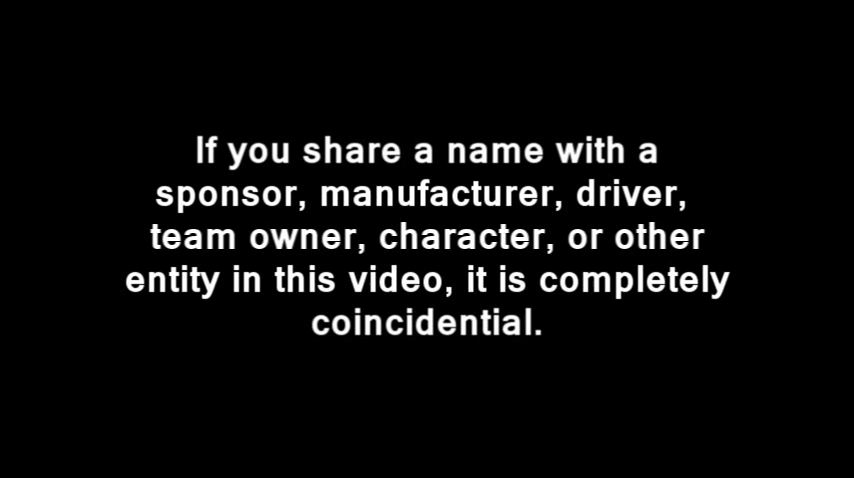 If you share a name with a
sponsor, manufacturer, driver,
team owner, character, or other
entity in this video, it is completely
coincidential.